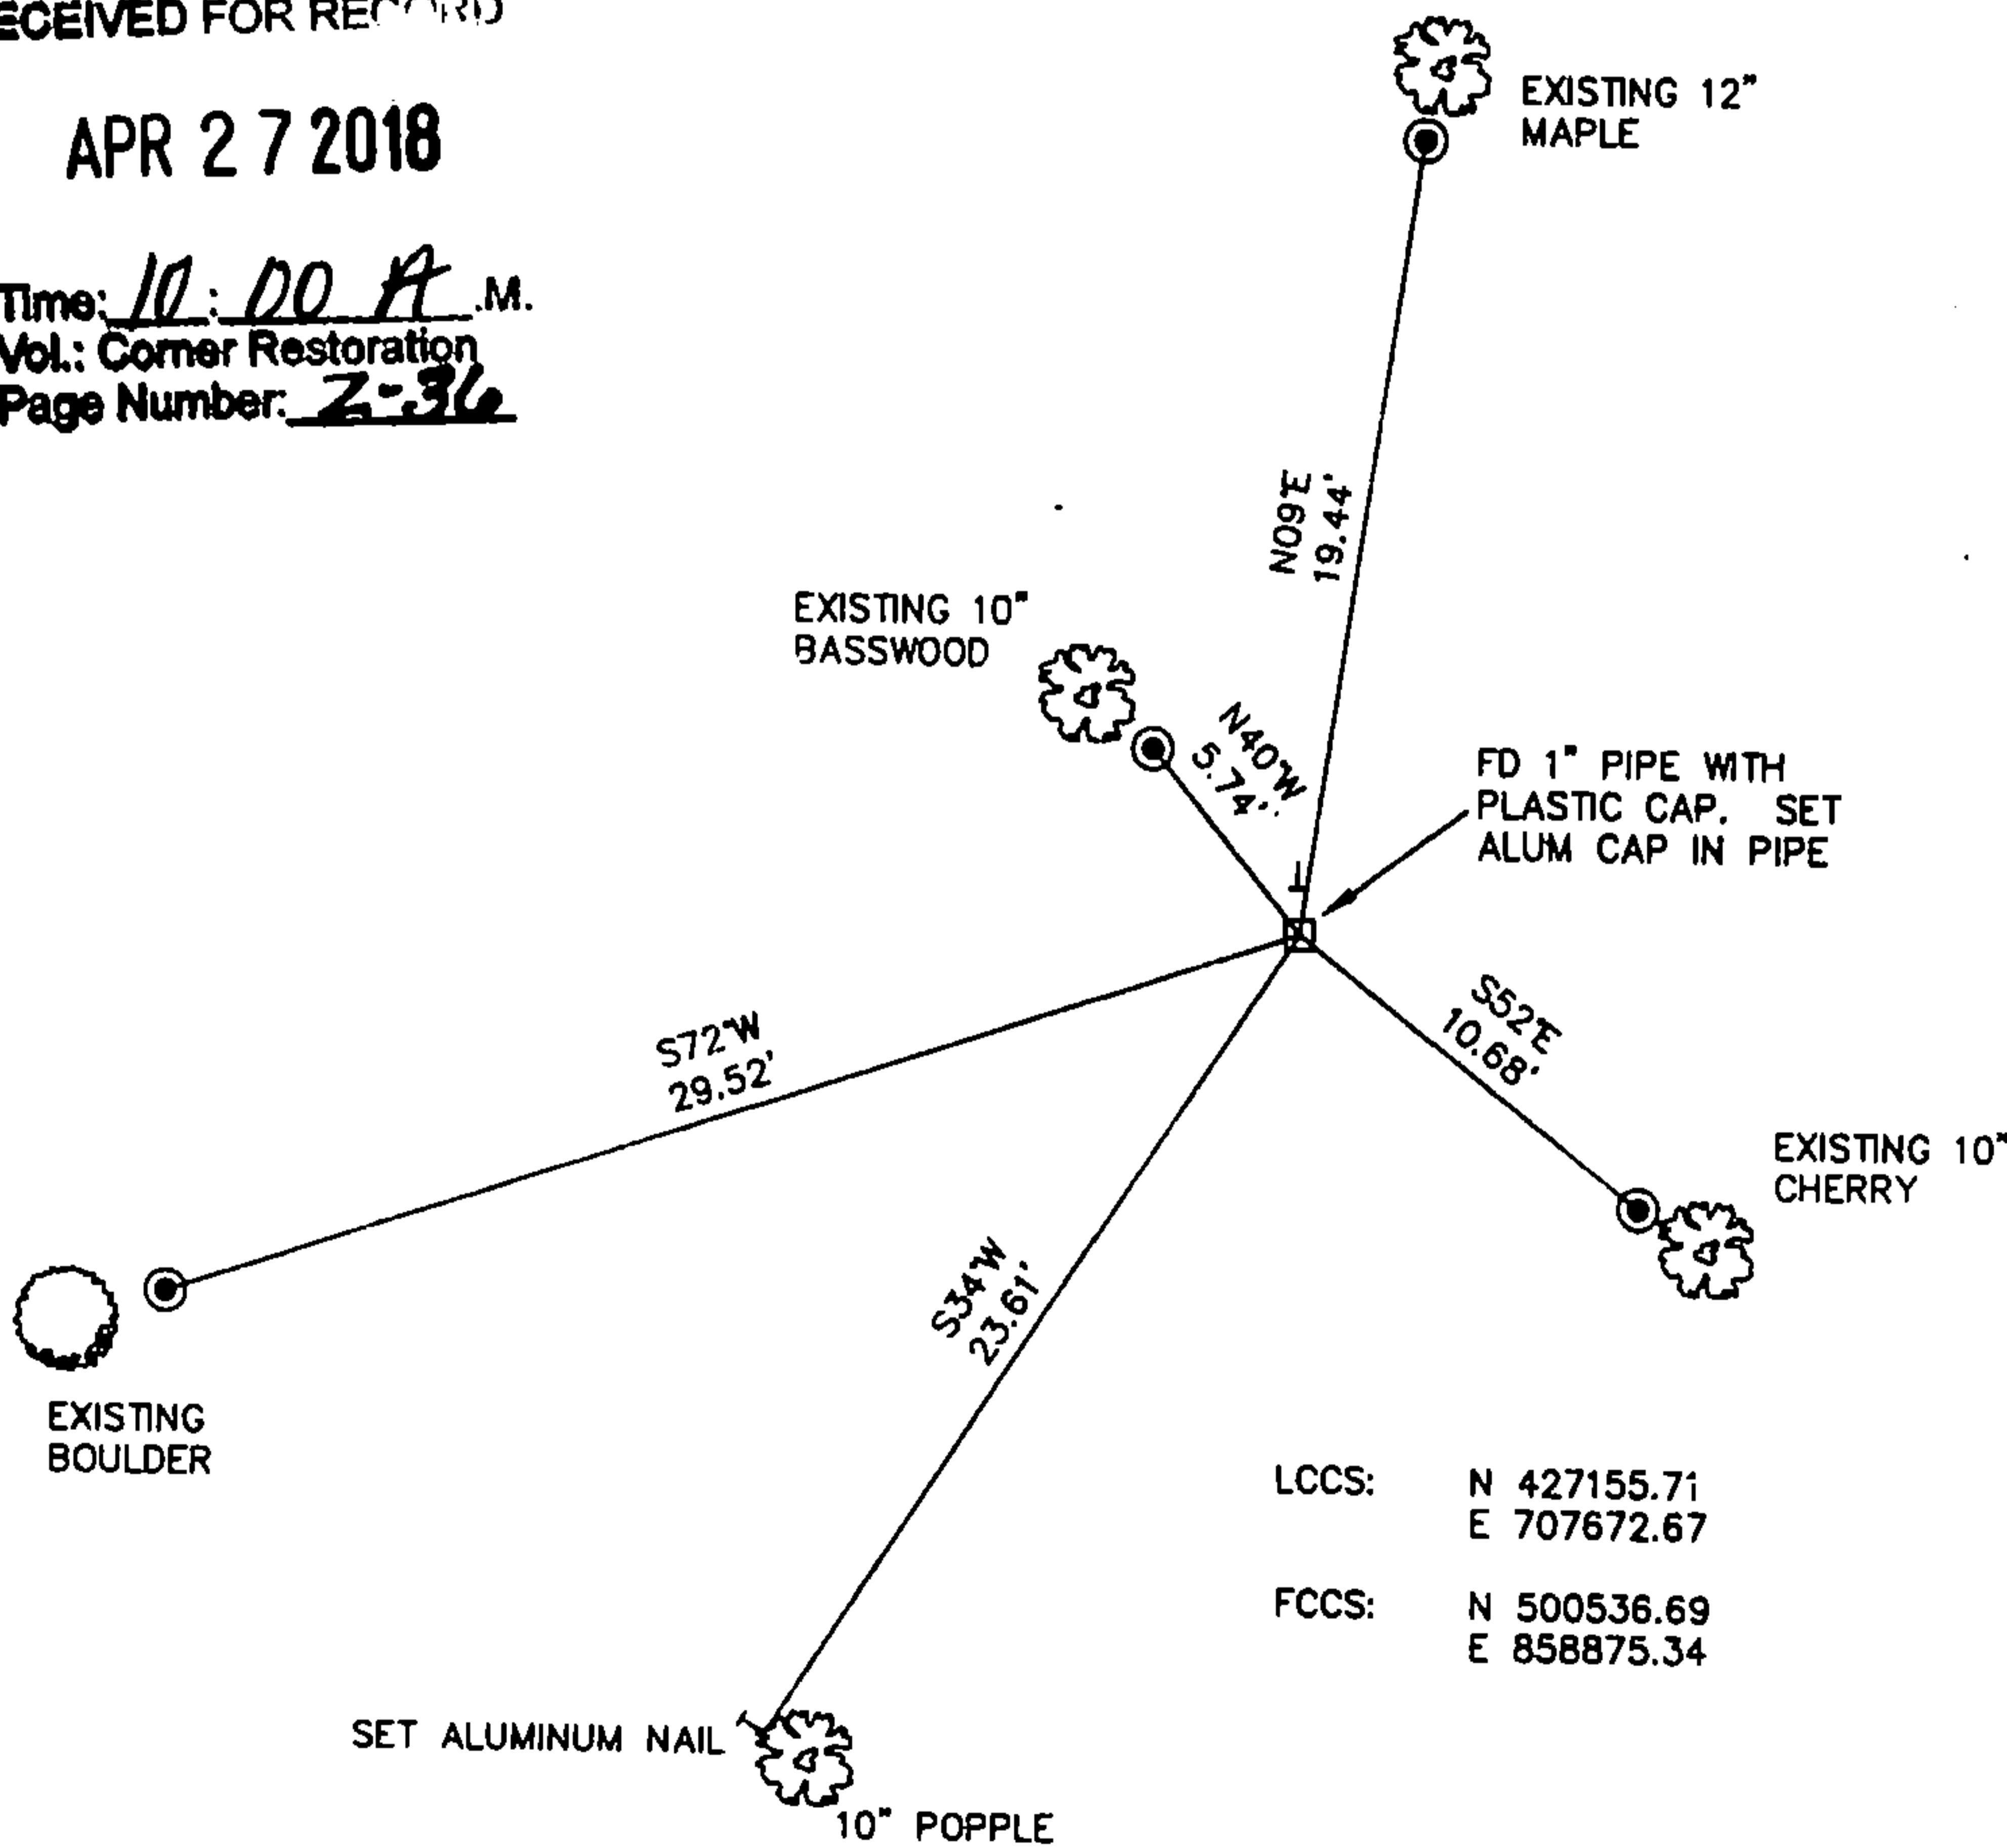 ECEIVED FOR RECORD
APR 27 2018
Time: 10:00 A.M.
Vol.: Corner Restoration
Page Number: Z-36
EXISTING 12"
MAPLE
N09°E
19.44'
EXISTING 10"
BASSWOOD
N40°W
5.74'
FD 1" PIPE WITH
PLASTIC CAP. SET
ALUM CAP IN PIPE
S72°W
29.52'
S52°E
10.68'
EXISTING 10"
CHERRY
S34°W
23.61'
EXISTING
BOULDER
LCCS: N 427155.71
E 707672.67
FCCS: N 500536.69
E 858875.34
SET ALUMINUM NAIL
10" POPPLE